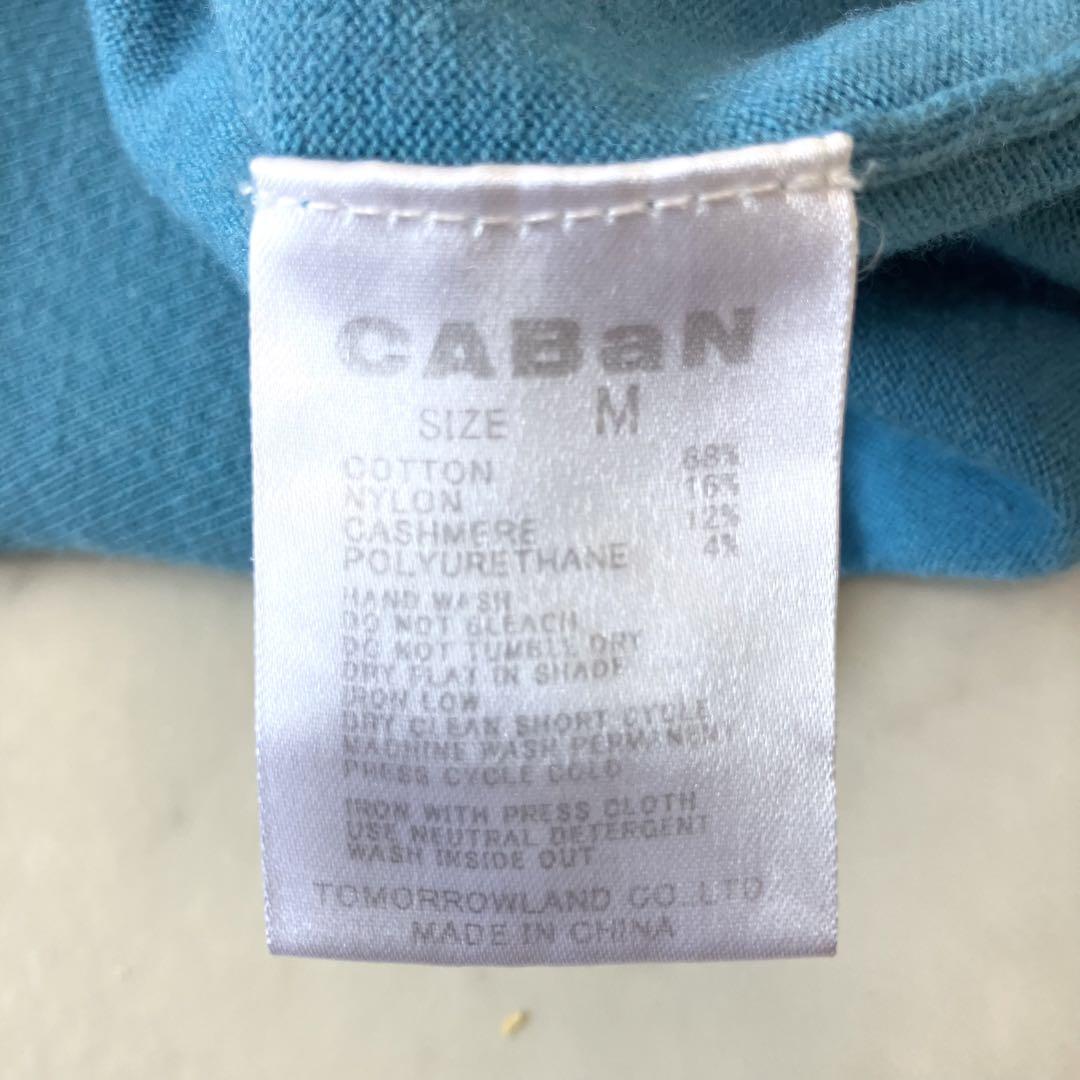 CABaN
SIZE M
COTTON 68%
NYLON 16%
CASHMERE 12%
POLYURETHANE 4%
HAND WASH
DO NOT BLEACH
DO NOT TUMBLE DRY
DRY FLAT IN SHADE
IRON LOW
DRY CLEAN SHORT CYCLE
MACHINE WASH PERMANENT
PRESS CYCLE COLD
IRON WITH PRESS CLOTH
USE NEUTRAL DETERGENT
WASH INSIDE OUT
TOMORROWLAND CO.,LTD.
MADE IN CHINA